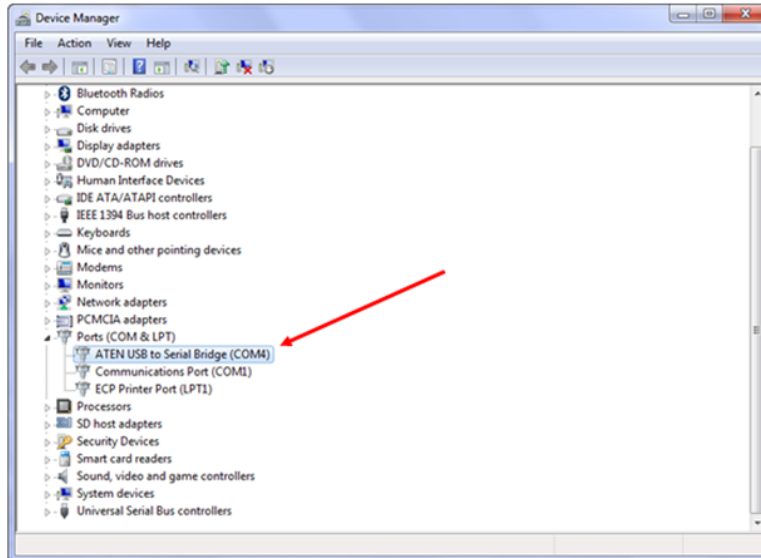 Device Manager
File Action View Help
Bluetooth Radios
Computer
Disk drives
Display adapters
DVD/CD-ROM drives
Human Interface Devices
IDE ATA/ATAPI controllers
IEEE 1394 Bus host controllers
Keyboards
Mice and other pointing devices
Modems
Monitors
Network adapters
PCMCIA adapters
Ports (COM & LPT)
ATEN USB to Serial Bridge (COM4)
Communications Port (COM1)
ECP Printer Port (LPT1)
Processors
SD host adapters
Security Devices
Smart card readers
Sound, video and game controllers
System devices
Universal Serial Bus controllers